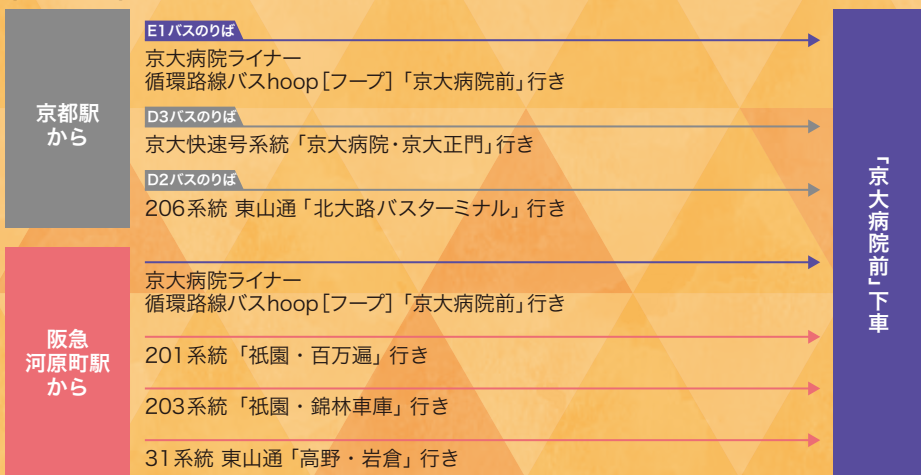 京都駅
から
E1バスのりば
京大病院ライナー
循環路線バスhoop[フープ]「京大病院前」行き
D3バスのりば
京大快速号系統「京大病院・京大正門」行き
D2バスのりば
206系統 東山通「北大路バスターミナル」行き
阪急
河原町駅
から
京大病院ライナー
循環路線バスhoop[フープ]「京大病院前」行き
201系統「祇園・百万遍」行き
203系統「祇園・錦林車庫」行き
31系統 東山通「高野・岩倉」行き
「京大病院前」下車